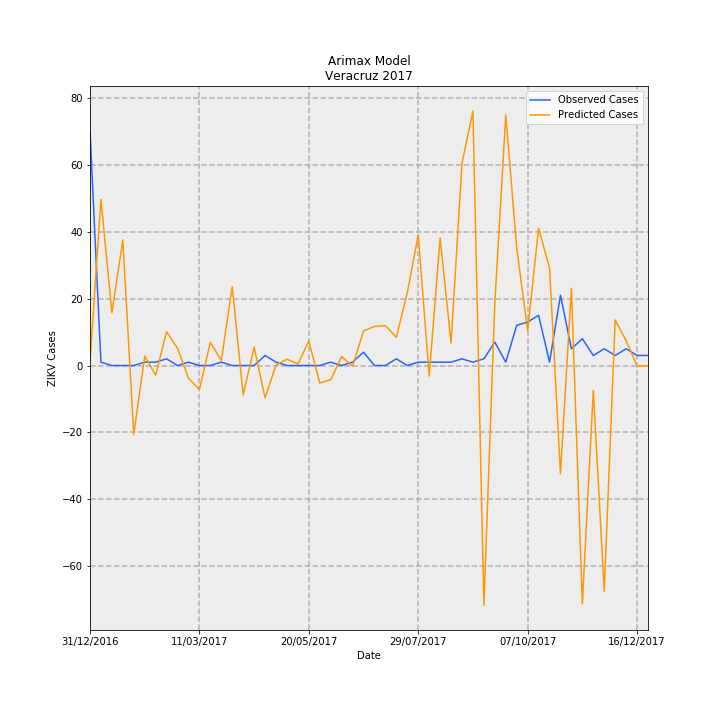 Arimax Model
Veracruz 2017
Observed Cases
Predicted Cases
80
60
40
20
0
−20
−40
−60
ZIKV Cases
31/12/2016 11/03/2017 20/05/2017 29/07/2017 07/10/2017 16/12/2017
Date